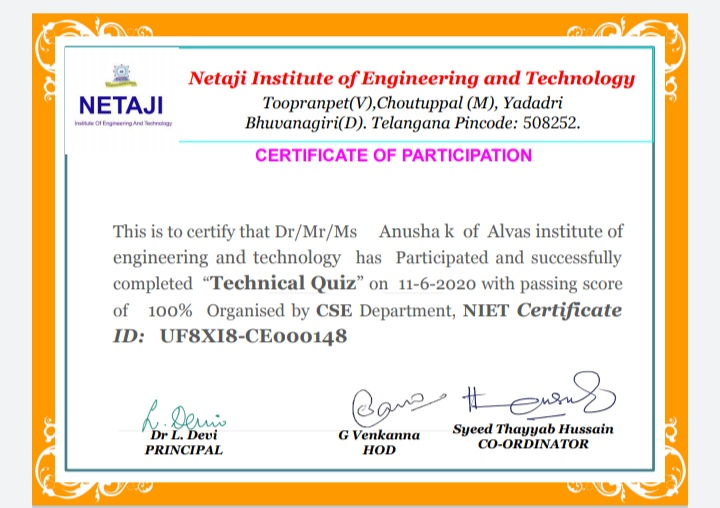 NETAJI
Institute Of Engineering And Technology
Netaji Institute of Engineering and Technology
Toopranpet(V),Choutuppal (M), Yadadri
Bhuvanagiri(D). Telangana Pincode: 508252.
CERTIFICATE OF PARTICIPATION
This is to certify that Dr/Mr/Ms Anusha k of Alvas institute of
engineering and technology has Participated and successfully
completed “Technical Quiz” on 11-6-2020 with passing score
of 100% Organised by CSE Department, NIET Certificate
ID: UF8XI8-CE000148
L. Devi
Dr L. Devi
PRINCIPAL
G Venkanna
HOD
Syeed Thayyab Hussain
CO-ORDINATOR